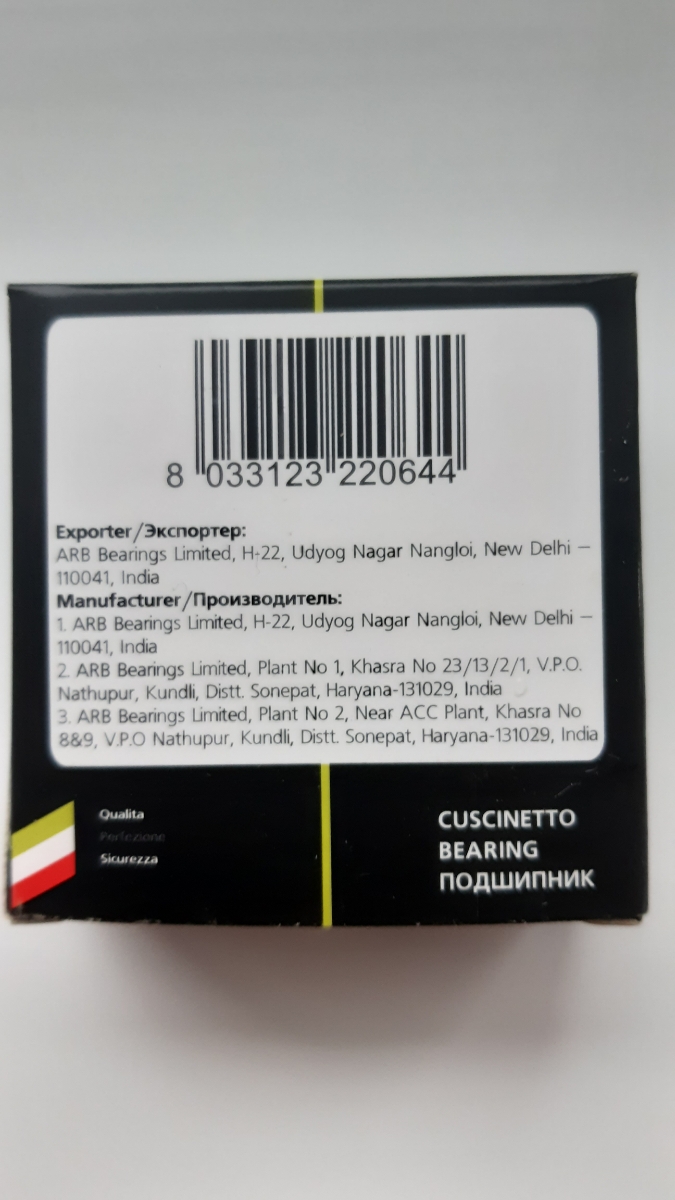 8 033123 220644
Exporter/Экспортер:
ARB Bearings Limited, H-22, Udyog Nagar Nangloi, New Delhi –
110041, India
Manufacturer/Производитель:
1. ARB Bearings Limited, H-22, Udyog Nagar Nangloi, New Delhi –
110041, India
2. ARB Bearings Limited, Plant No 1, Khasra No 23/13/2/1, V.P.O.
Nathupur, Kundli, Distt. Sonepat, Haryana-131029, India
3. ARB Bearings Limited, Plant No 2, Near ACC Plant, Khasra No
8&9, V.P.O Nathupur, Kundli, Distt. Sonepat, Haryana-131029, India
Qualita
Perfezione
Sicurezza
CUSCINETTO
BEARING
ПОДШИПНИК